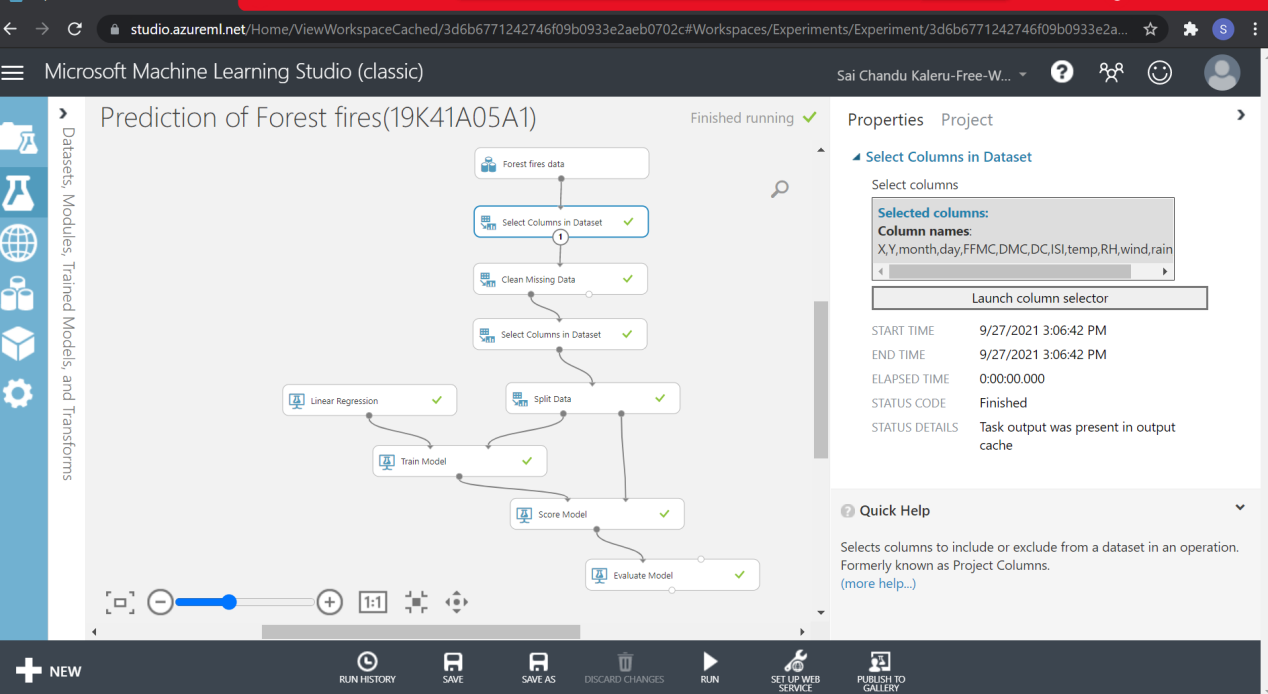 studio.azureml.net/Home/ViewWorkspaceCached/3d6b6771242746f09b0933e2aeb0702c#Workspaces/Experiments/Experiment/3d6b6771242746f09b0933e2a...
S
Microsoft Machine Learning Studio (classic)
Sai Chandu Kaleru-Free-W...
?
Datasets, Modules, Trained Models, and Transforms
Prediction of Forest fires(19K41A05A1)
Finished running
Forest fires data
Select Columns in Dataset
1
Clean Missing Data
Select Columns in Dataset
Linear Regression
Split Data
Train Model
Score Model
Evaluate Model
1:1
Properties Project
Select Columns in Dataset
Select columns
Selected columns:
Column names:
X,Y,month,day,FFMC,DMC,DC,ISI,temp,RH,wind,rain
Launch column selector
START TIME 9/27/2021 3:06:42 PM
END TIME 9/27/2021 3:06:42 PM
ELAPSED TIME 0:00:00.000
STATUS CODE Finished
STATUS DETAILS Task output was present in output
cache
? Quick Help
Selects columns to include or exclude from a dataset in an operation.
Formerly known as Project Columns.
(more help...)
NEW
RUN HISTORY
SAVE
SAVE AS
DISCARD CHANGES
RUN
SET UP WEB
SERVICE
PUBLISH TO
GALLERY